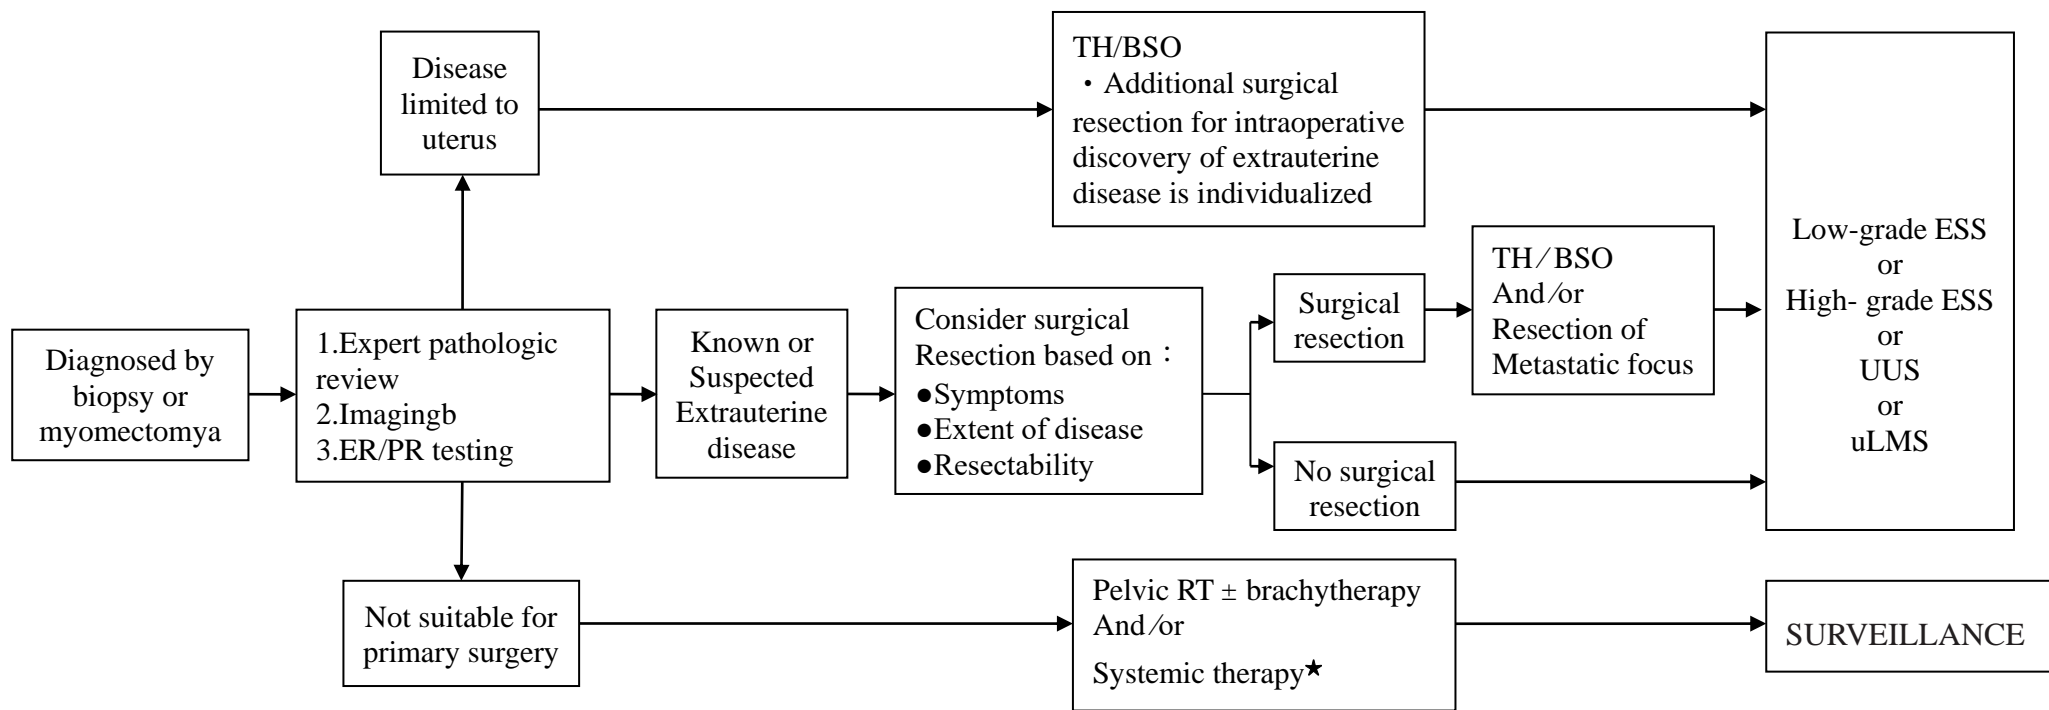 Diagnosed by
biopsy or
myomectomya
1.Expert pathologic
review
2.Imagingb
3.ER/PR testing
Disease
limited to
uterus
TH/BSO
・Additional surgical
resection for intraoperative
discovery of extrauterine
disease is individualized
Known or
Suspected
Extrauterine
disease
Consider surgical
Resection based on：
●Symptoms
●Extent of disease
●Resectability
Surgical
resection
TH∕BSO
And∕or
Resection of
Metastatic focus
No surgical
resection
Low-grade ESS
or
High- grade ESS
or
UUS
or
uLMS
Not suitable for
primary surgery
Pelvic RT ± brachytherapy
And∕or
Systemic therapy★
SURVEILLANCE